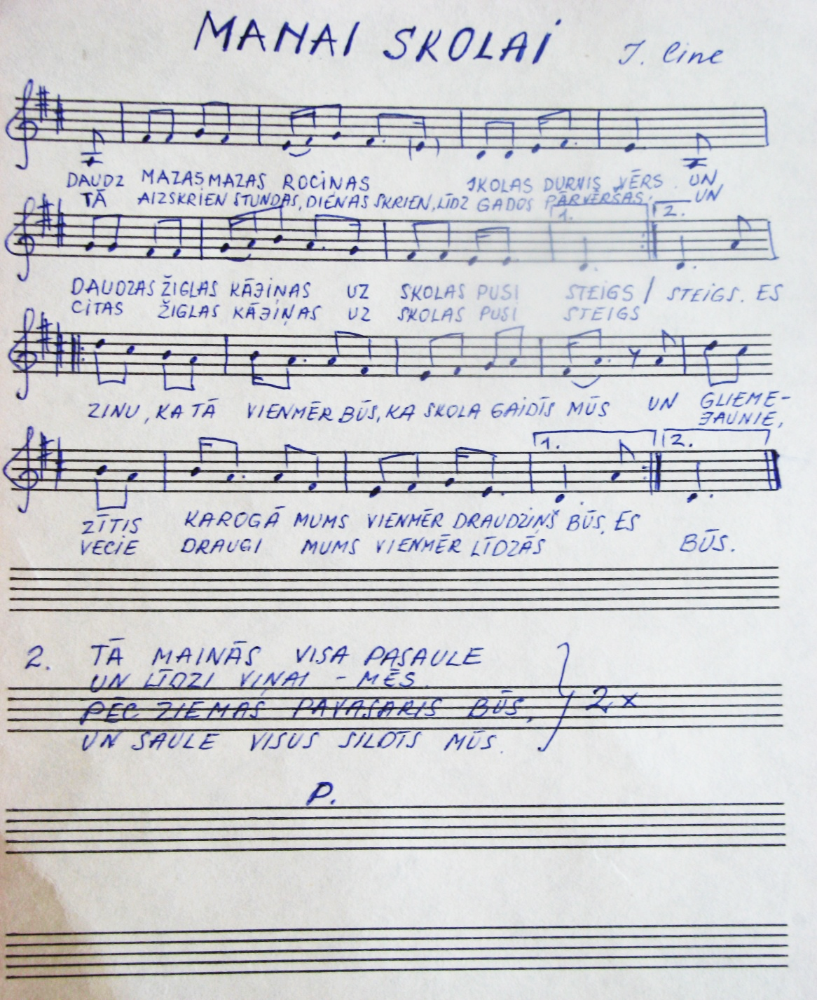 MANAI SKOLAI
I. Cine
DAUDZ MAZAS MAZAS ROCIŅAS SKOLAS DURVIS VĒRS UN
TĀ AIZSKRIEN STUNDAS, DIENAS SKRIEN, LĪDZ GADOS PĀRVĒRŠAS, UN
1. 2.
DAUDZAS ŽIGLAS KĀJIŅAS UZ SKOLAS PUSI STEIGS / STEIGS. ES
CITAS ŽIGLAS KĀJIŅAS UZ SKOLAS PUSI STEIGS
ZINU, KA TĀ VIENMĒR BŪS, KA SKOLA GAIDĪS MŪS UN GLIEME-
JAUNIE,
1. 2.
ZĪTIS KAROGĀ MUMS VIENMĒR DRAUDZIŅŠ BŪS, ES
VECIE DRAUGI MUMS VIENMĒR LĪDZĀS BŪS.
2. TĀ MAINĀS VISA PASAULE
UN LĪDZI VIŅAI - MĒS.
PĒC ZIEMAS PAVASARIS BŪS, 2x
UN SAULE VISUS SILDĪS MŪS.
P.